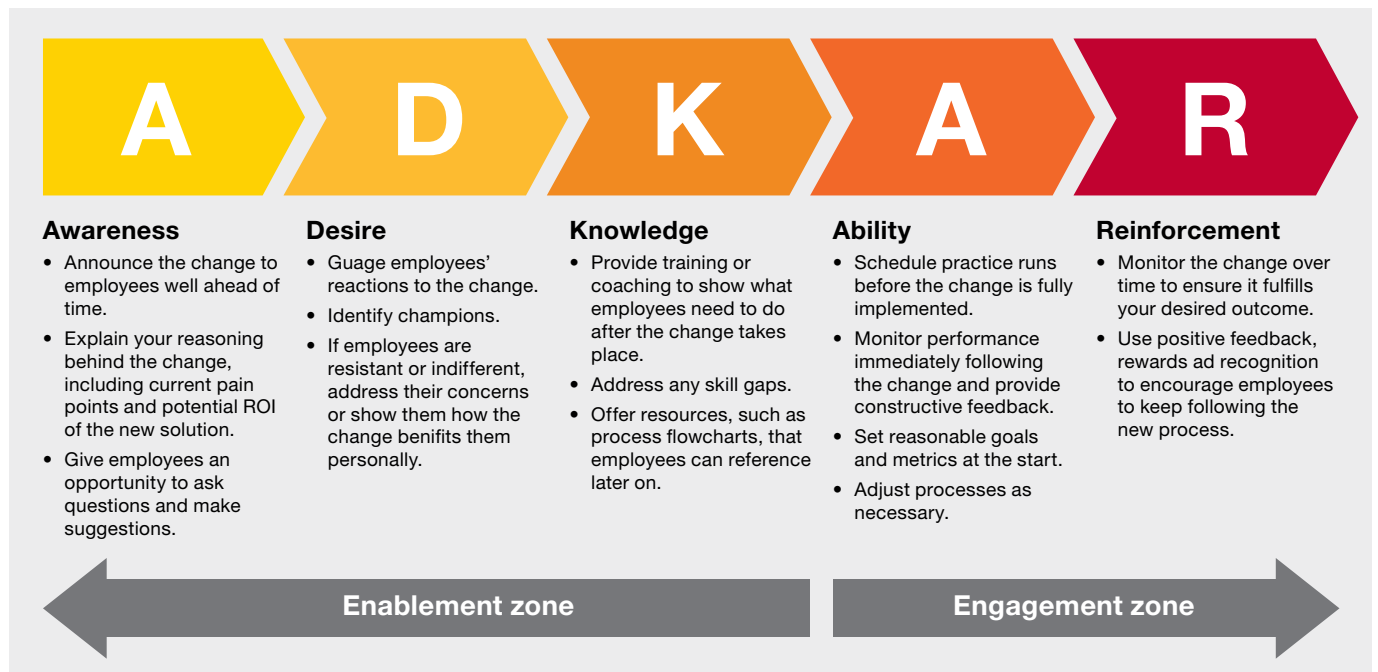 A
D
K
A
R
Awareness
• Announce the change to
employees well ahead of
time.
• Explain your reasoning
behind the change,
including current pain
points and potential ROI
of the new solution.
• Give employees an
opportunity to ask
questions and make
suggestions.
Desire
• Guage employees’
reactions to the change.
• Identify champions.
• If employees are
resistant or indifferent,
address their concerns
or show them how the
change benifits them
personally.
Knowledge
• Provide training or
coaching to show what
employees need to do
after the change takes
place.
• Address any skill gaps.
• Offer resources, such as
process flowcharts, that
employees can reference
later on.
Ability
• Schedule practice runs
before the change is fully
implemented.
• Monitor performance
immediately following
the change and provide
constructive feedback.
• Set reasonable goals
and metrics at the start.
• Adjust processes as
necessary.
Reinforcement
• Monitor the change over
time to ensure it fulfills
your desired outcome.
• Use positive feedback,
rewards ad recognition
to encourage employees
to keep following the
new process.
Enablement zone
Engagement zone